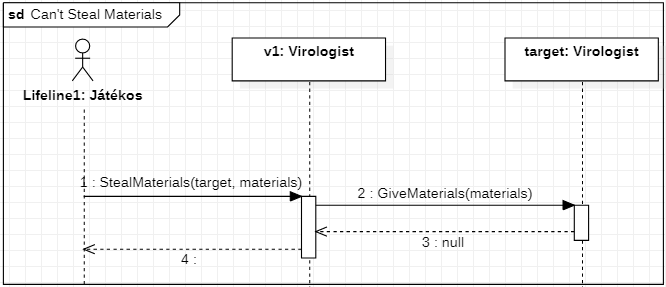 sd Can't Steal Materials
v1: Virologist
target: Virologist
Lifeline1: Játékos
1 : StealMaterials(target, materials)
2 : GiveMaterials(materials)
3 : null
4 :